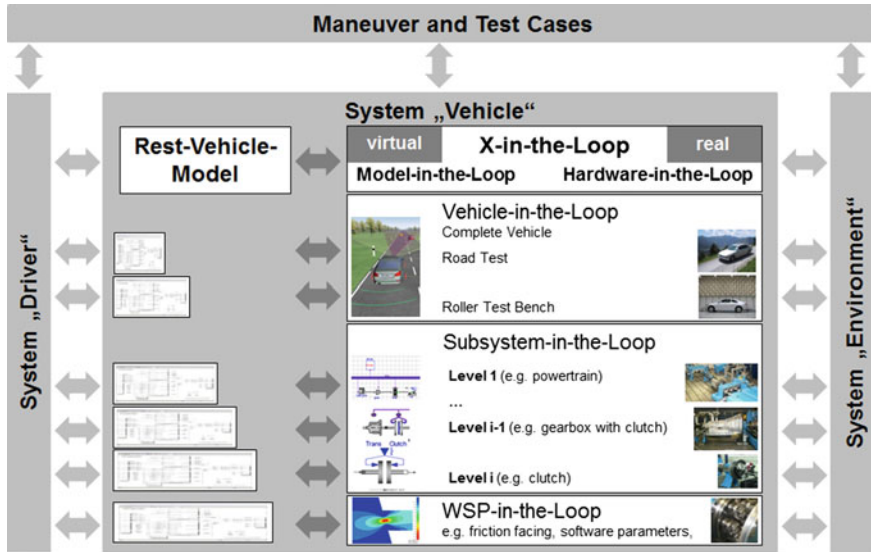 Maneuver and Test Cases
System „Driver“
System „Vehicle“
Rest-Vehicle-
Model
virtual
X-in-the-Loop
real
Model-in-the-Loop
Hardware-in-the-Loop
Vehicle-in-the-Loop
Complete Vehicle
Road Test
Roller Test Bench
Subsystem-in-the-Loop
Level 1 (e.g. powertrain)
...
Level i-1 (e.g. gearbox with clutch)
Trans Clutch
Level i (e.g. clutch)
WSP-in-the-Loop
e.g. friction facing, software parameters,
System „Environment“